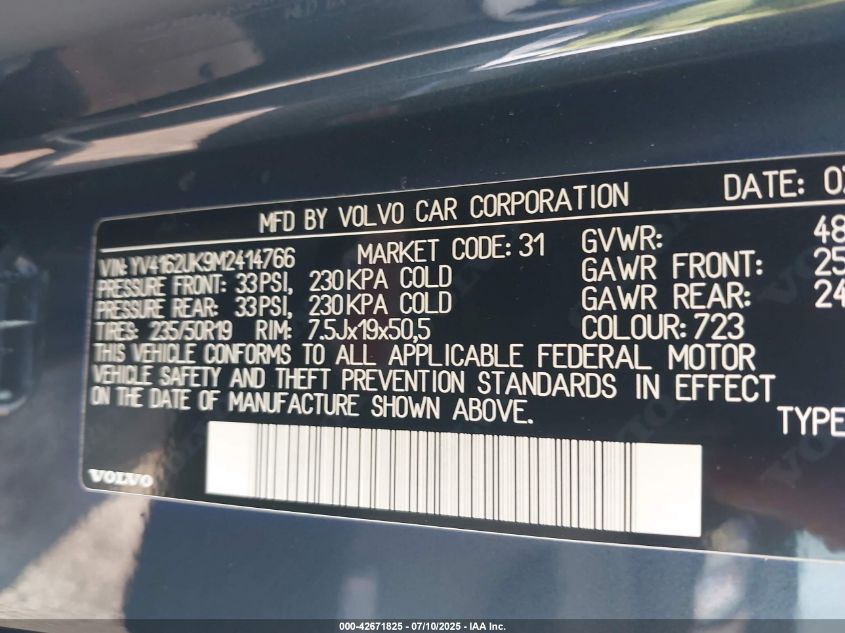 MFD BY VOLVO CAR CORPORATION DATE: 0
VIN: YV4162UK9M2414766 MARKET CODE: 31 GVWR: 48
PRESSURE FRONT: 33PSI, 230KPA COLD GAWR FRONT: 25
PRESSURE REAR: 33PSI, 230KPA COLD GAWR REAR: 24
TIRES: 235/50R19 RIM: 7.5Jx19x50,5 COLOUR: 723
THIS VEHICLE CONFORMS TO ALL APPLICABLE FEDERAL MOTOR
VEHICLE SAFETY AND THEFT PREVENTION STANDARDS IN EFFECT
ON THE DATE OF MANUFACTURE SHOWN ABOVE.
TYPE
VOLVO
000-42671825 - 07/10/2025 - IAA Inc.